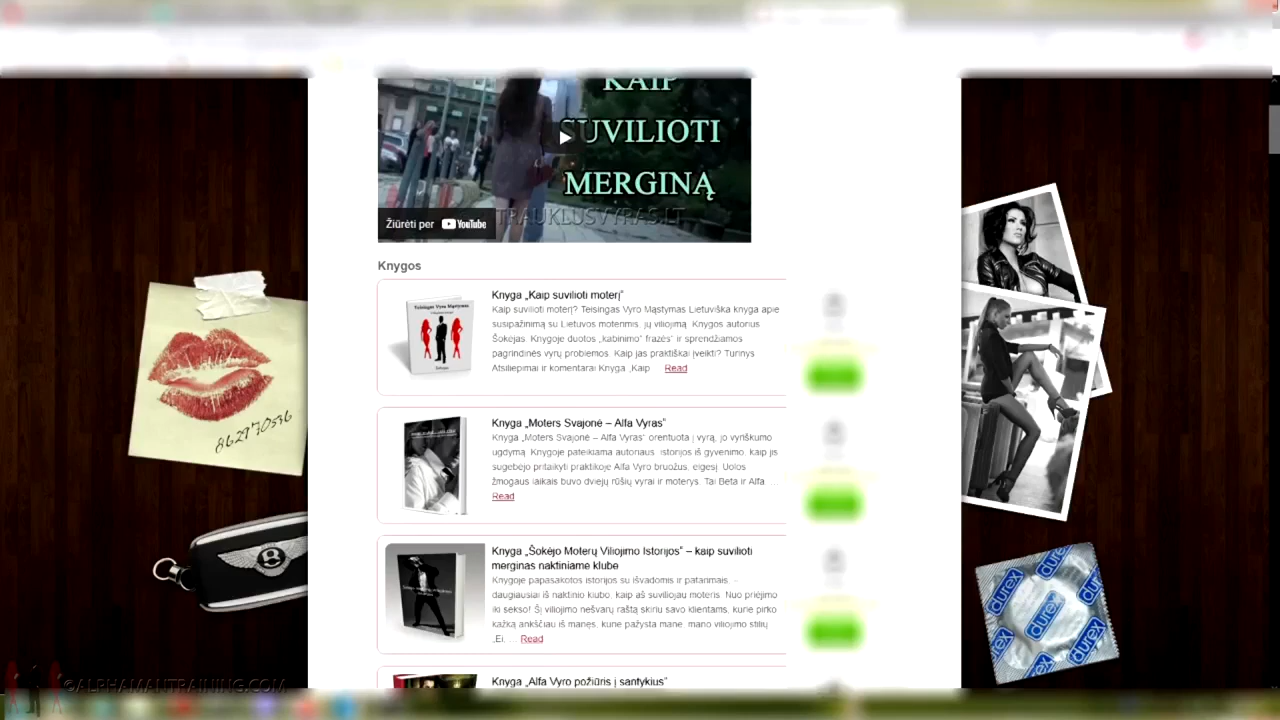 KAIP
SUVILIOTI
MERGINĄ
TRAUKLUSVYRAS.LT
Žiūrėti per YouTube
Knygos
Knyga „Kaip suvilioti moterį“
Kaip suvilioti moterį? Teisingas Vyro Mąstymas Lietuviška knyga apie
susipažinimą su Lietuvos moterimis, jų viliojimą. Knygos autorius
Šokėjas. Knygoje duotos „kabinimo“ frazės“ ir sprendžiamos
pagrindinės vyrų problemos. Kaip jas praktiškai įveikti? Turinys
Atsiliepimai ir komentarai Knyga „Kaip ... Read
Teisingas Vyro Mąstymas
Knyga „Moters Svajonė – Alfa Vyras“
Knyga „Moters Svajonė – Alfa Vyras“ orentuota į vyrą, jo vyriškumo
ugdymą. Knygoje pateikiama autoriaus istorijos iš gyvenimo, kaip jis
sugebėjo pritaikyti praktikoje Alfa Vyro bruožus, elgesį. Uolos
žmogaus laikais buvo dviejų rūšių vyrai ir moterys. Tai Beta ir Alfa ...
Read
Knyga „Šokėjo Moterų Viliojimo Istorijos“ – kaip suvilioti
merginas naktiniame klube
Knygoje papasakotos istorijos su išvadomis ir patarimais, -
daugiausiai iš naktinio klubo, kaip aš suviliojau moteris. Nuo priėjimo
iki sekso! Šį viliojimo nešvarų raštą skiriu savo klientams, kurie pirko
kažką anksčiau iš manęs, kurie pažysta mane, mano viliojimo stilių
„Ei, ... Read
Knyga „Alfa Vyro požiūris į santykius“
862170536
B
durex
durex
durex
durex
durex
©ALPHAMANTRAINING.COM